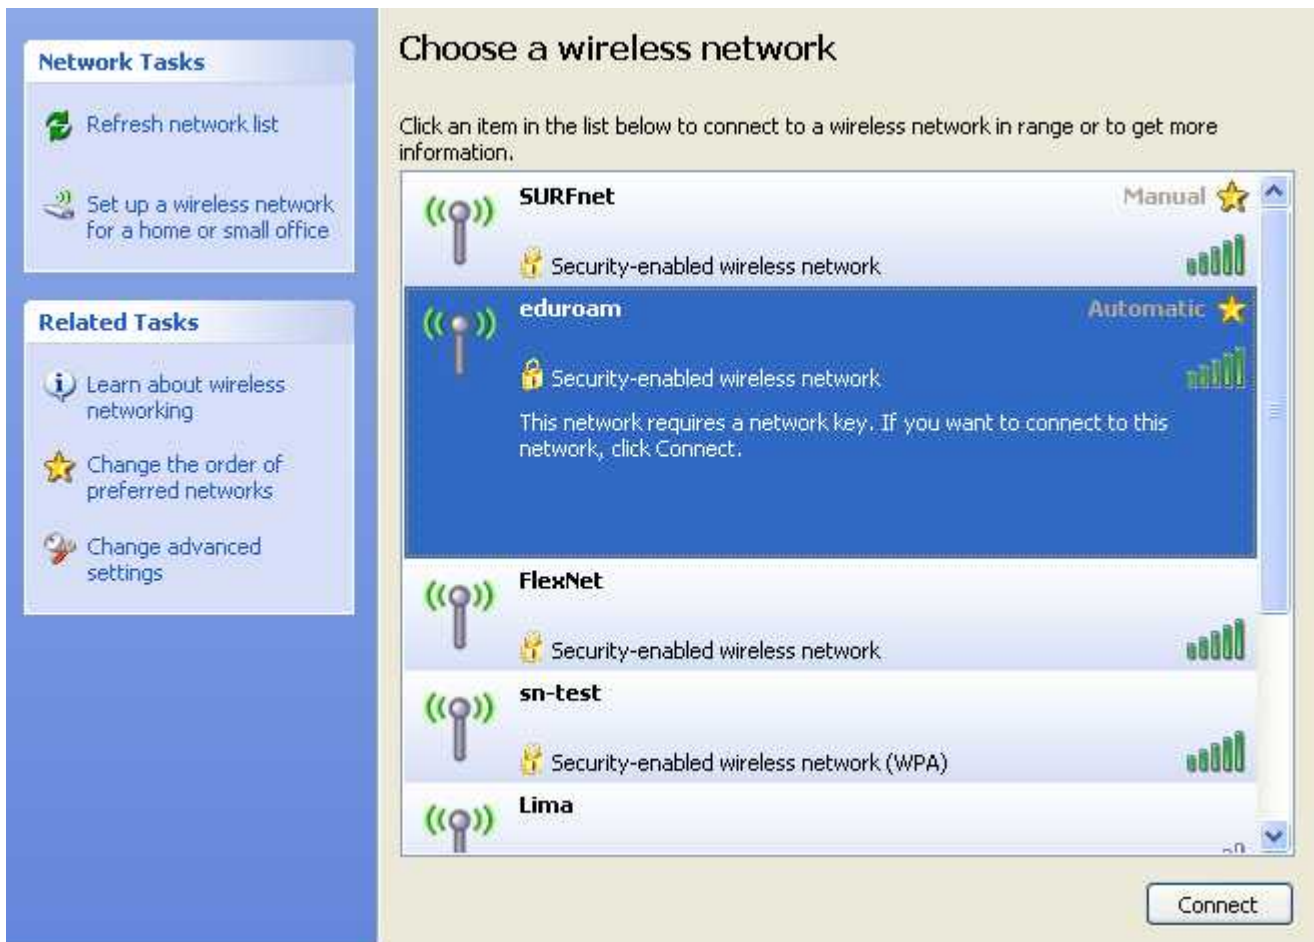 Network Tasks
Refresh network list
Set up a wireless network
for a home or small office
Related Tasks
Learn about wireless
networking
Change the order of
preferred networks
Change advanced
settings
Choose a wireless network
Click an item in the list below to connect to a wireless network in range or to get more
information.
SURFnet
Manual
Security-enabled wireless network
eduroam
Automatic
Security-enabled wireless network
This network requires a network key. If you want to connect to this
network, click Connect.
FlexNet
Security-enabled wireless network
sn-test
Security-enabled wireless network (WPA)
Lima
Connect